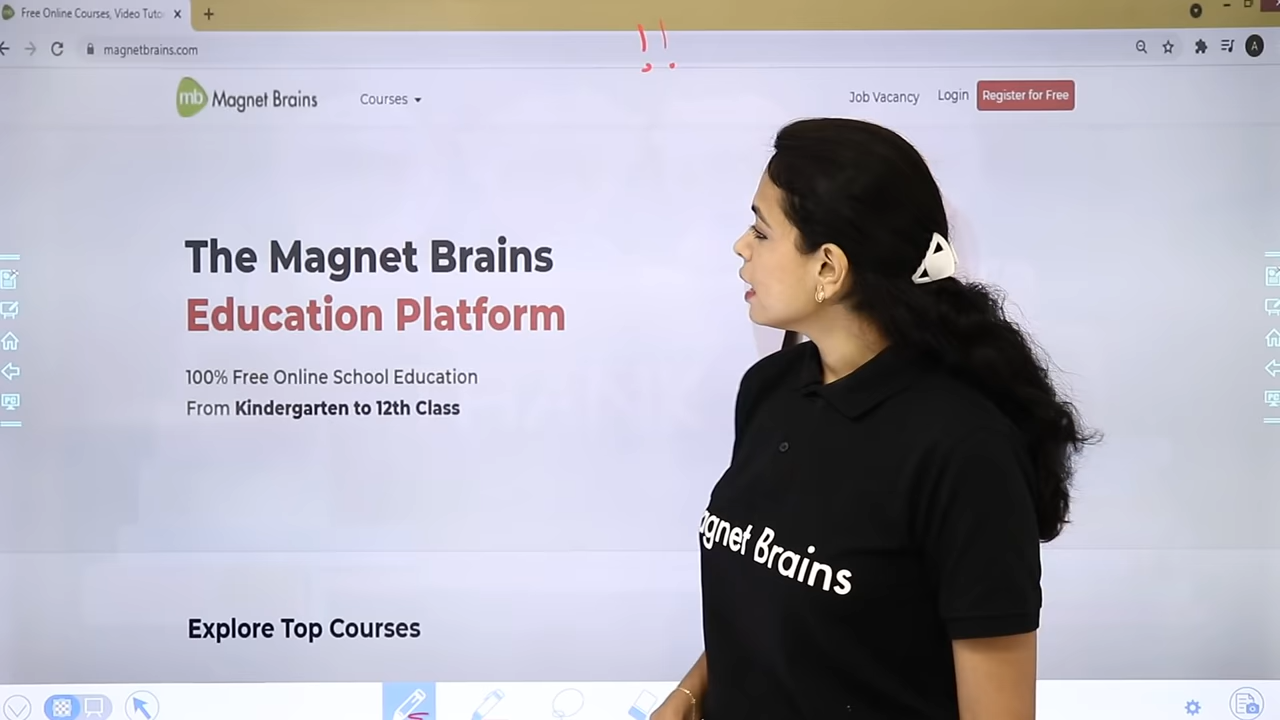 Free Online Courses, Video Tuto
magnetbrains.com
!!
A
mb Magnet Brains
Courses
Job Vacancy
Login
Register for Free
The Magnet Brains
Education Platform
100% Free Online School Education
From Kindergarten to 12th Class
agnet Brains
Explore Top Courses